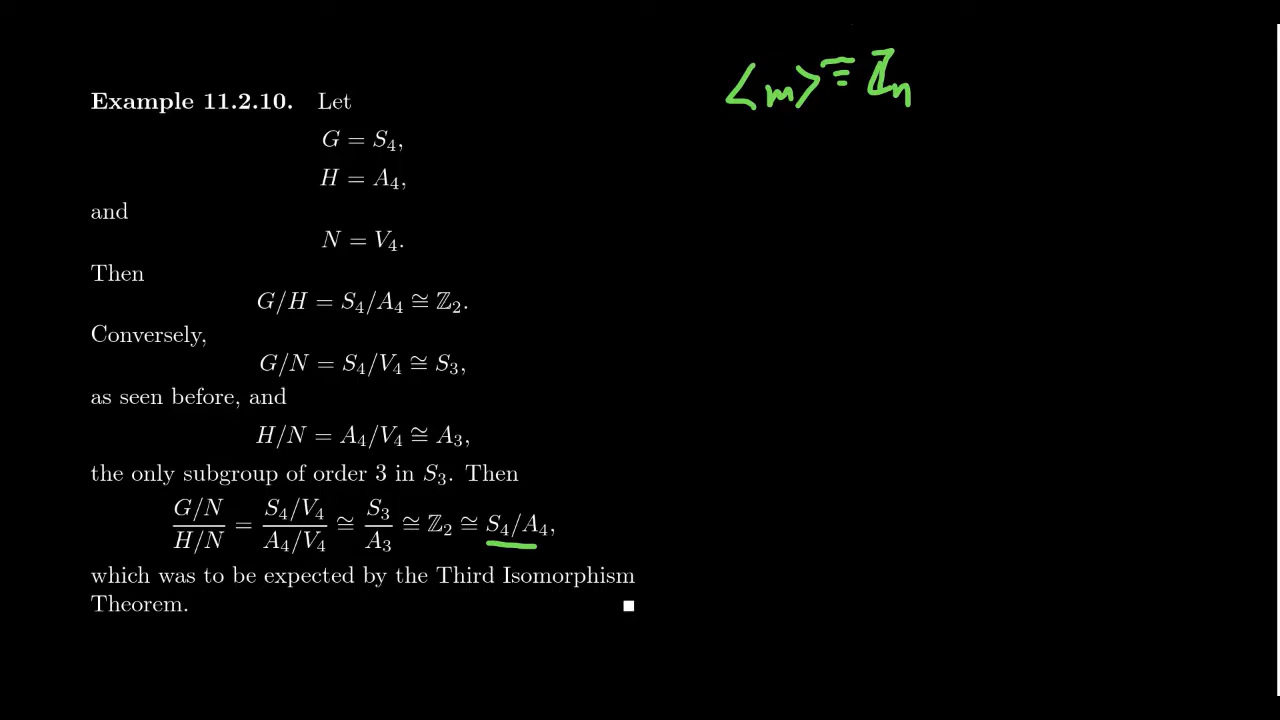 Example 11.2.10. Let
G = S₄,
H = A₄,
and
N = V₄.
Then
G/H = S₄/A₄ ≅ ℤ₂.
Conversely,
G/N = S₄/V₄ ≅ S₃,
as seen before, and
H/N = A₄/V₄ ≅ A₃,
the only subgroup of order 3 in S₃. Then
(G/N)/(H/N) = (S₄/V₄)/(A₄/V₄) ≅ S₃/A₃ ≅ ℤ₂ ≅ S₄/A₄,
which was to be expected by the Third Isomorphism
Theorem. ■
⟨m⟩ ≅ ℤₙ